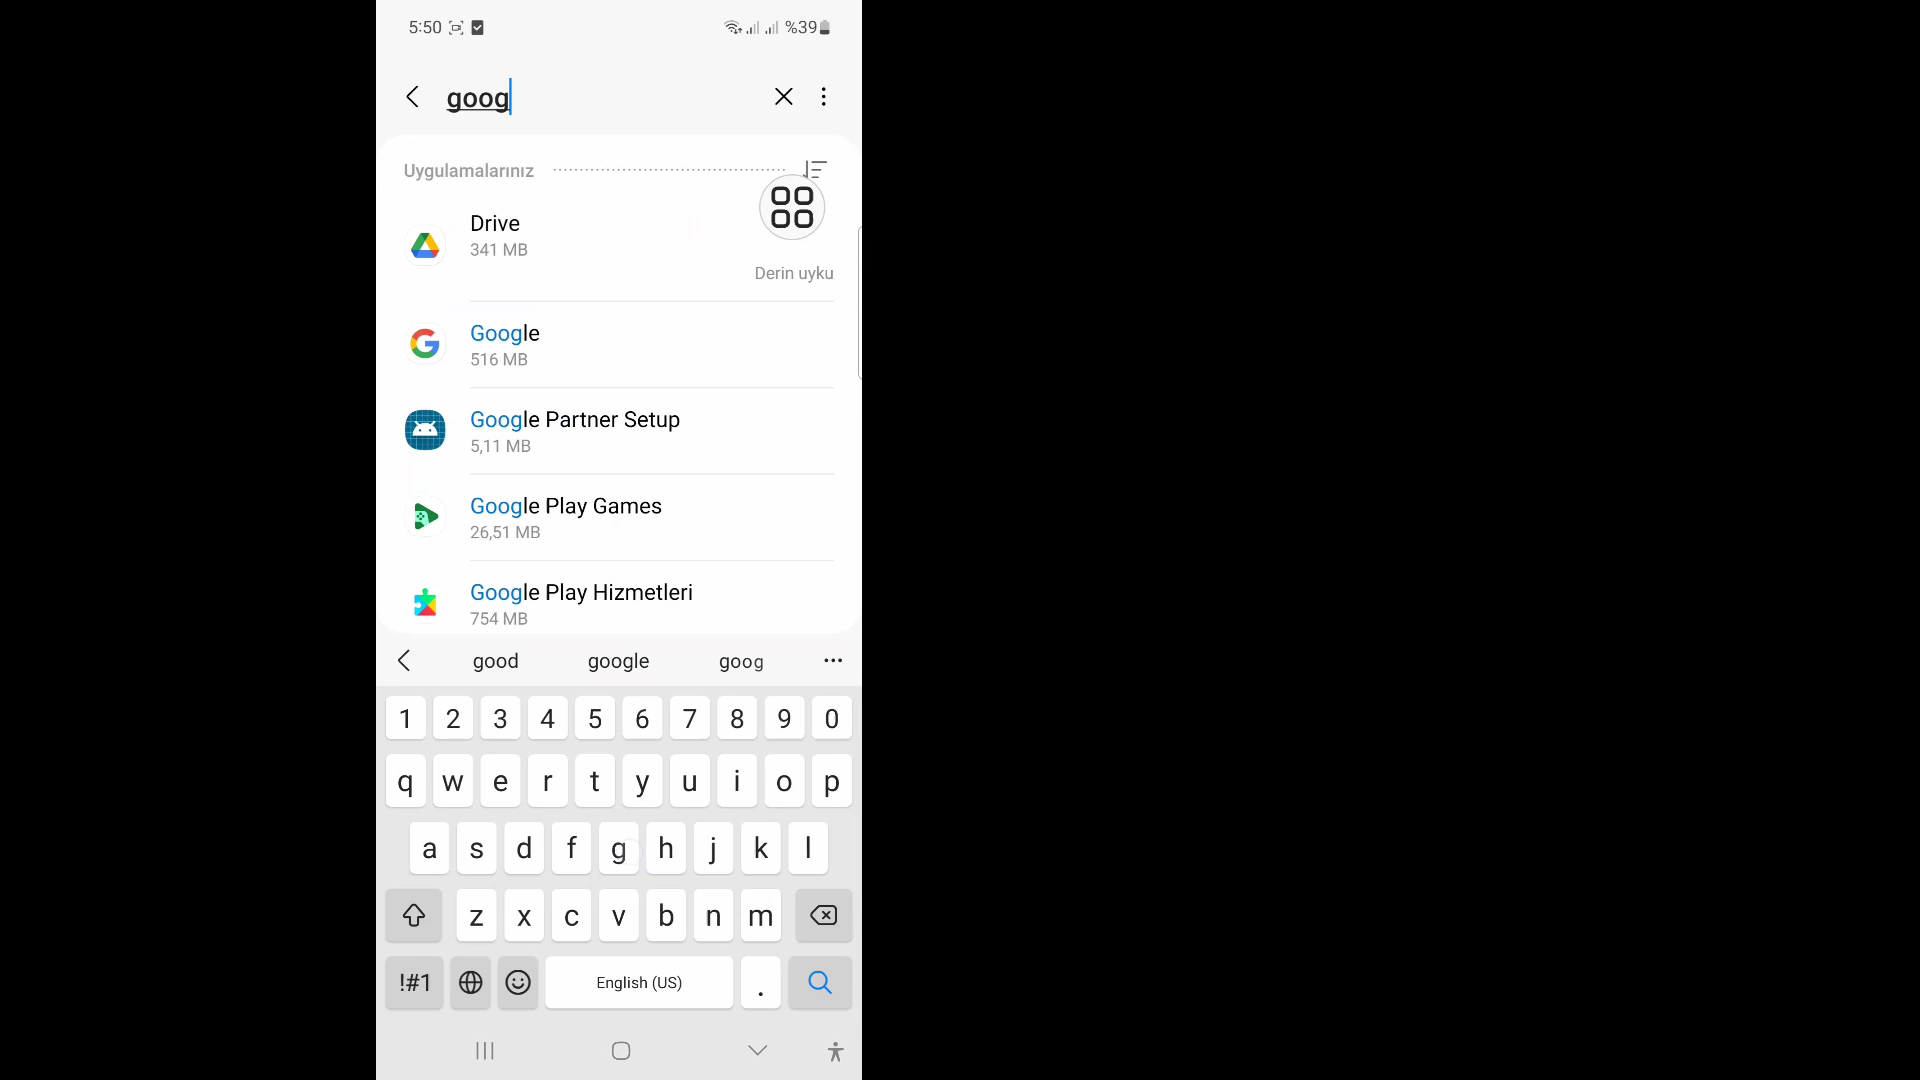 5:50 %39
goog
Uygulamalarınız
Drive
341 MB
Derin uyku
Google
516 MB
Google Partner Setup
5,11 MB
Google Play Games
26,51 MB
Google Play Hizmetleri
754 MB
good google goog
1 2 3 4 5 6 7 8 9 0
q w e r t y u i o p
a s d f g h j k l
z x c v b n m
!#1 English (US) .